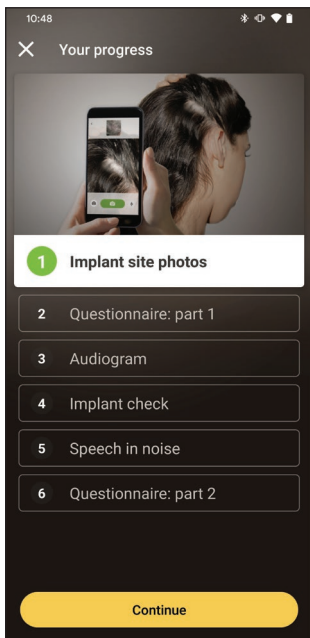 10:48
Your progress
1 Implant site photos
2 Questionnaire: part 1
3 Audiogram
4 Implant check
5 Speech in noise
6 Questionnaire: part 2
Continue